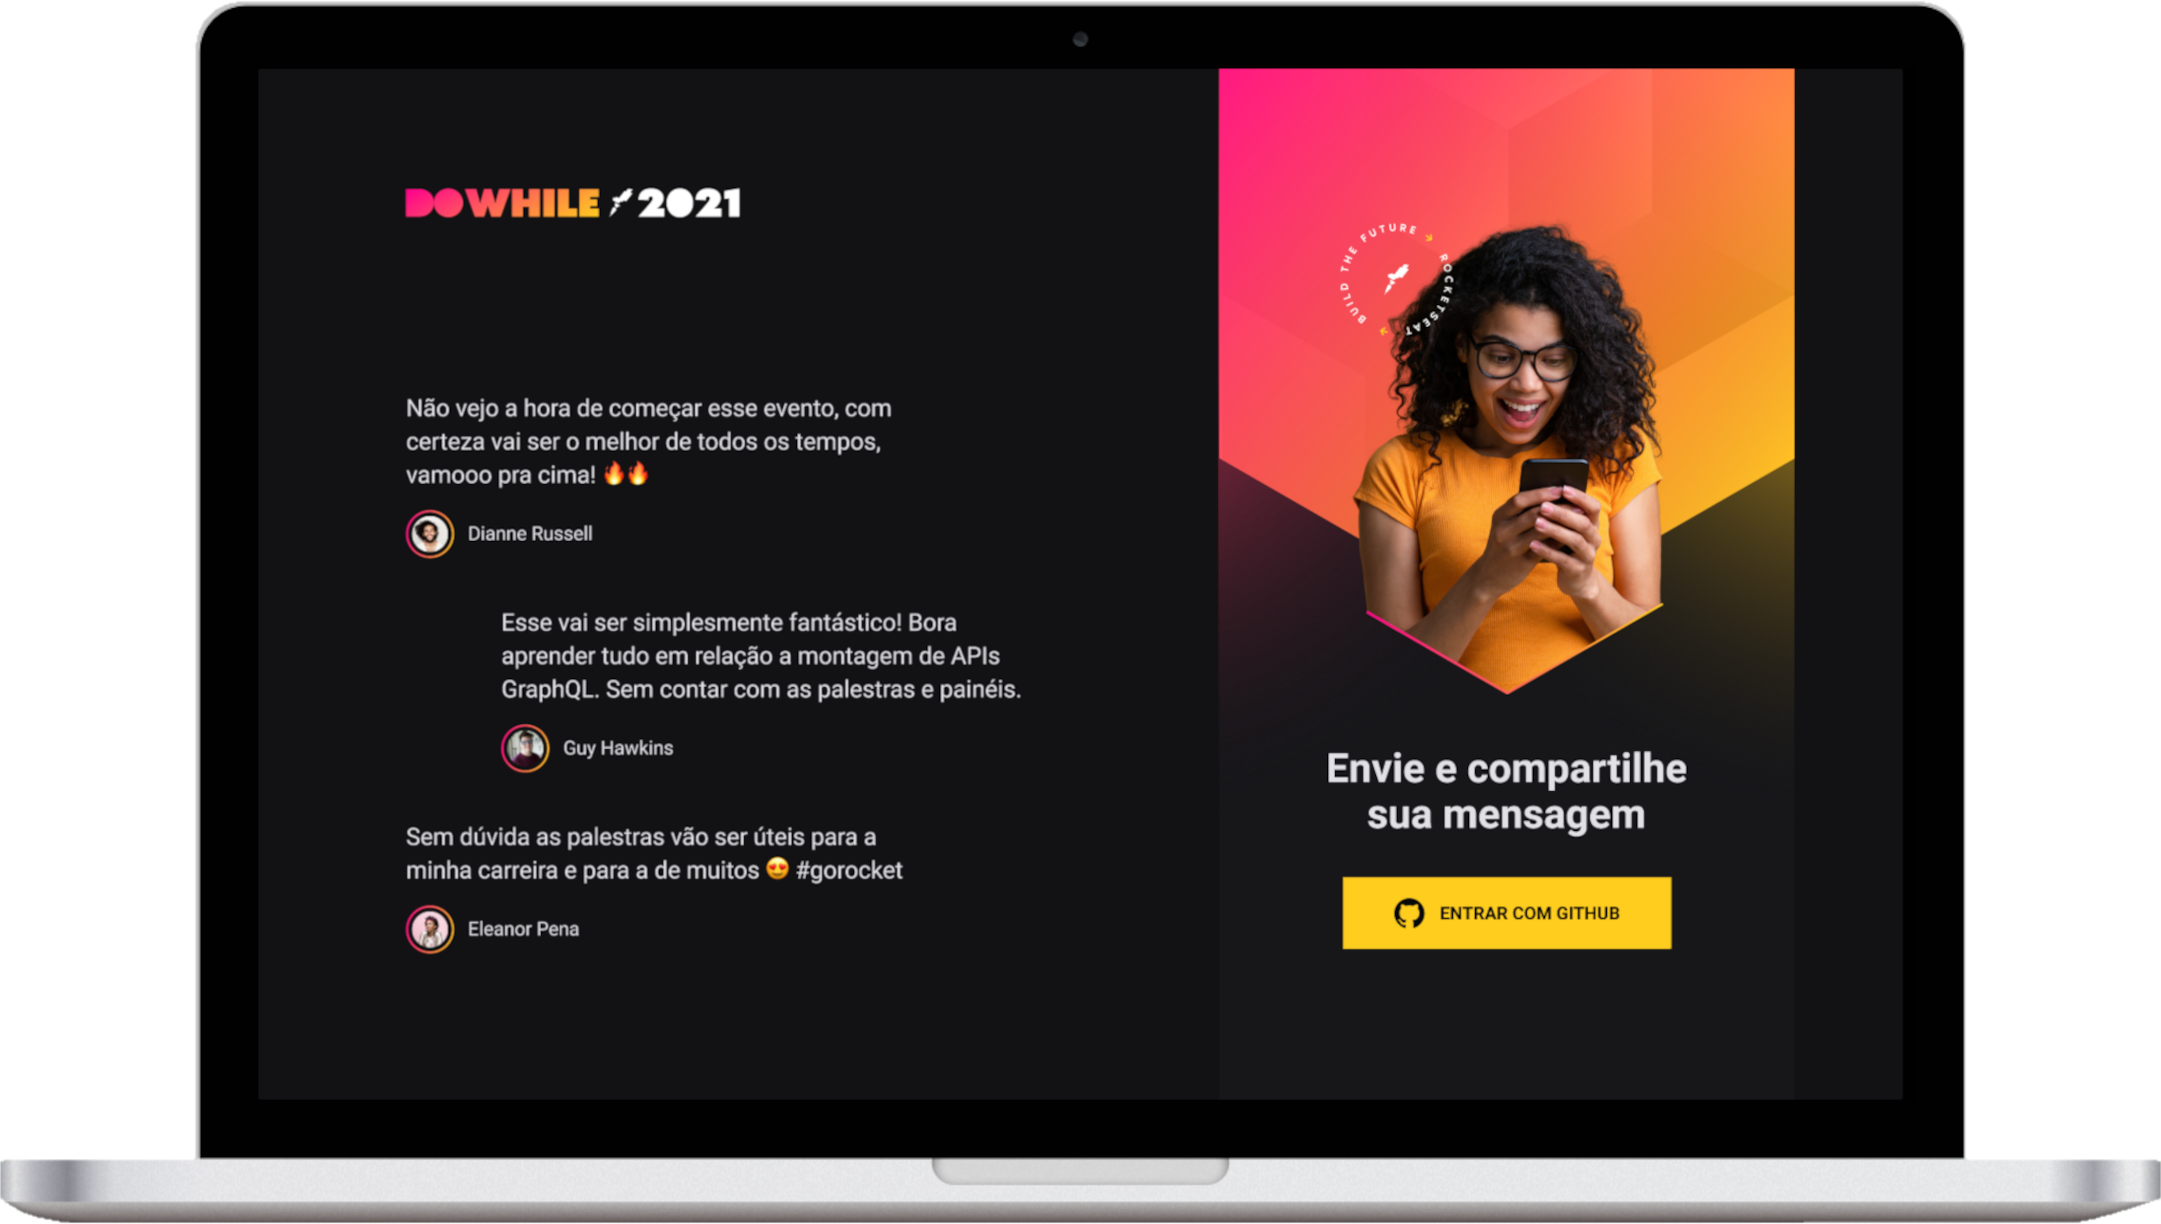 DOWHILE 2021
Não vejo a hora de começar esse evento, com
certeza vai ser o melhor de todos os tempos,
vamooo pra cima! 🔥🔥
Dianne Russell
Esse vai ser simplesmente fantástico! Bora
aprender tudo em relação a montagem de APIs
GraphQL. Sem contar com as palestras e painéis.
Guy Hawkins
Sem dúvida as palestras vão ser úteis para a
minha carreira e para a de muitos 😍 #gorocket
Eleanor Pena
BUILD THE FUTURE → ROCKETSEAT →
Envie e compartilhe
sua mensagem
ENTRAR COM GITHUB